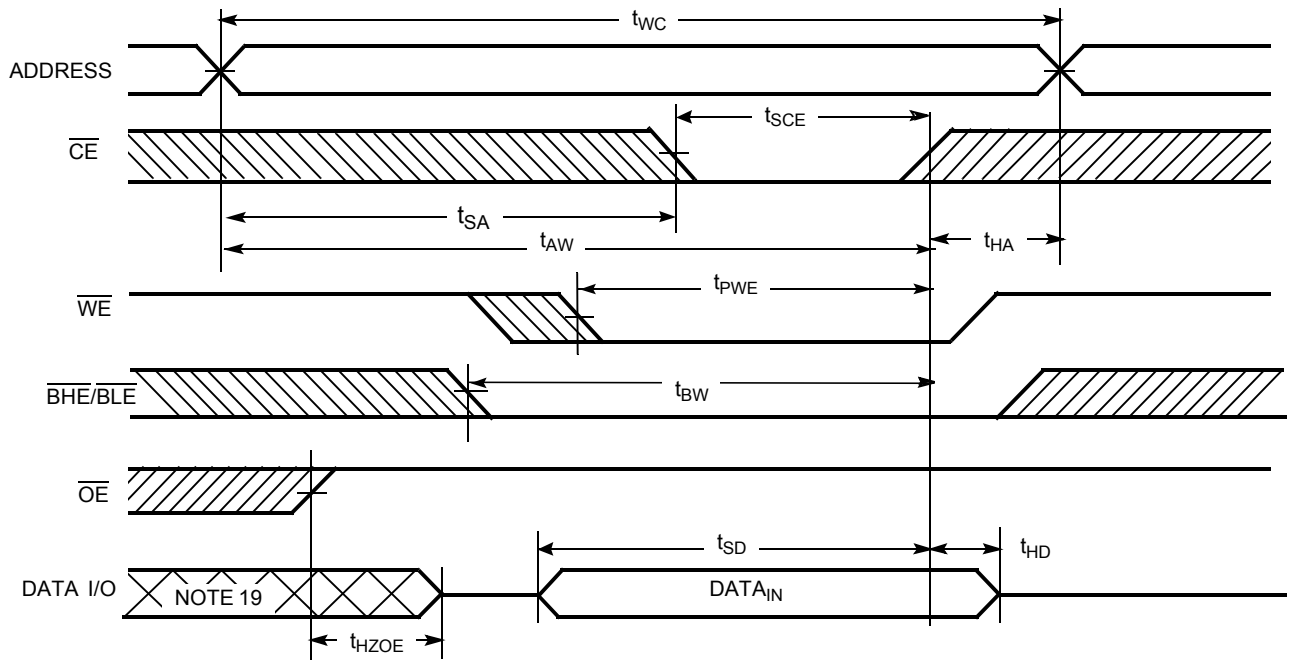 tWC
ADDRESS
tSCE
CE
tSA
tAW
tHA
tPWE
WE
tBW
BHE/BLE
OE
tSD
tHD
DATA I/O
NOTE 19
DATAIN
tHZOE